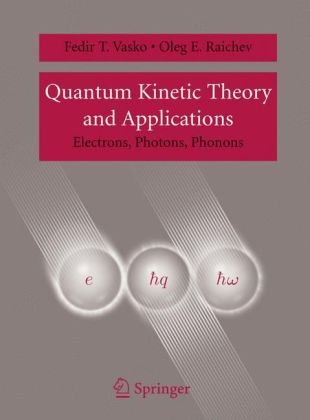 Fedir T. Vasko • Oleg E. Raichev
Quantum Kinetic Theory
and Applications
Electrons, Photons, Phonons
e ħq ħω
Springer